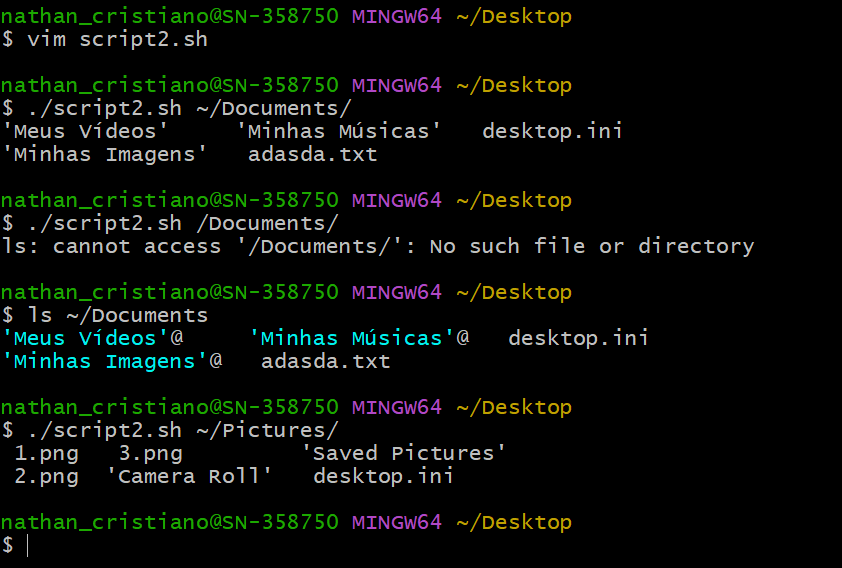 nathan_cristiano@SN-358750 MINGW64 ~/Desktop
$ vim script2.sh
nathan_cristiano@SN-358750 MINGW64 ~/Desktop
$ ./script2.sh ~/Documents/
'Meus Vídeos'     'Minhas Músicas'   desktop.ini
'Minhas Imagens'   adasda.txt
nathan_cristiano@SN-358750 MINGW64 ~/Desktop
$ ./script2.sh /Documents/
ls: cannot access '/Documents/': No such file or directory
nathan_cristiano@SN-358750 MINGW64 ~/Desktop
$ ls ~/Documents
'Meus Vídeos'@     'Minhas Músicas'@   desktop.ini
'Minhas Imagens'@   adasda.txt
nathan_cristiano@SN-358750 MINGW64 ~/Desktop
$ ./script2.sh ~/Pictures/
 1.png   3.png         'Saved Pictures'
 2.png  'Camera Roll'   desktop.ini
nathan_cristiano@SN-358750 MINGW64 ~/Desktop
$